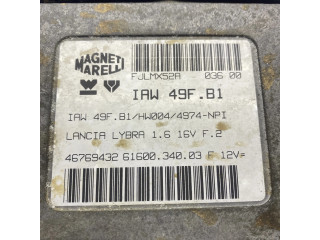 MAGNETI
MARELLI
FJLMX52A 036.00
IAW 49F.B1
IAW 49F.B1/HW004/4974-NPI
LANCIA LYBRA 1.6 16V F.2
46769432 61600.340.03 F 12V=